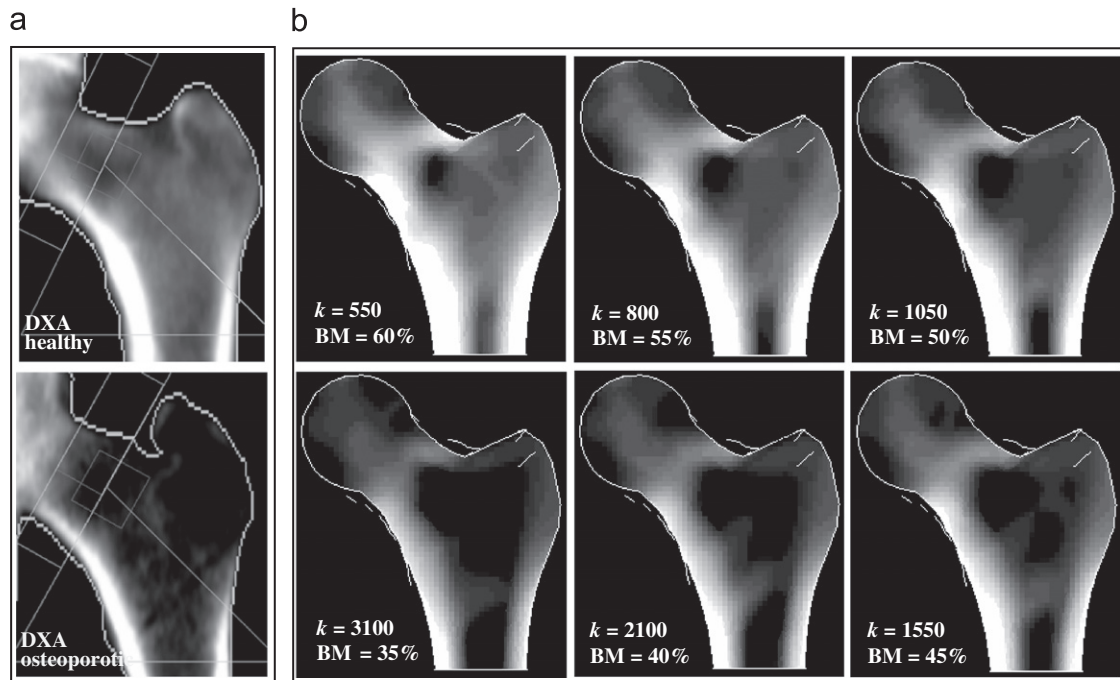 a
b
DXA
healthy
k = 550
BM = 60%
k = 800
BM = 55%
k = 1050
BM = 50%
DXA
osteoporoti
k = 3100
BM = 35%
k = 2100
BM = 40%
k = 1550
BM = 45%